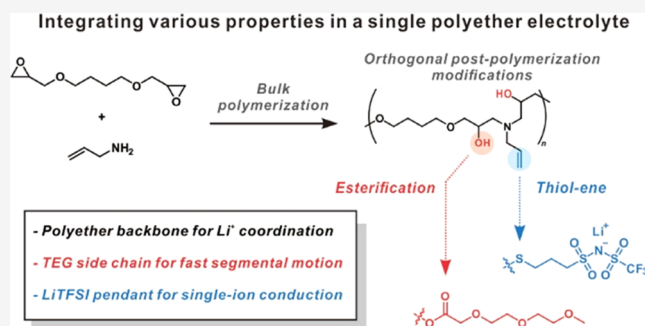 Integrating various properties in a single polyether electrolyte
Orthogonal post-polymerization
modifications
Bulk
polymerization
+
NH₂
O
O
O
O
O
O
HO
N
OH
n
Esterification
Thiol-ene
- Polyether backbone for Li⁺ coordination
- TEG side chain for fast segmental motion
- LiTFSI pendant for single-ion conduction
Li⁺
O
O
S
S
N⁻
S
CF₃
O
O
O
O
O
O
O